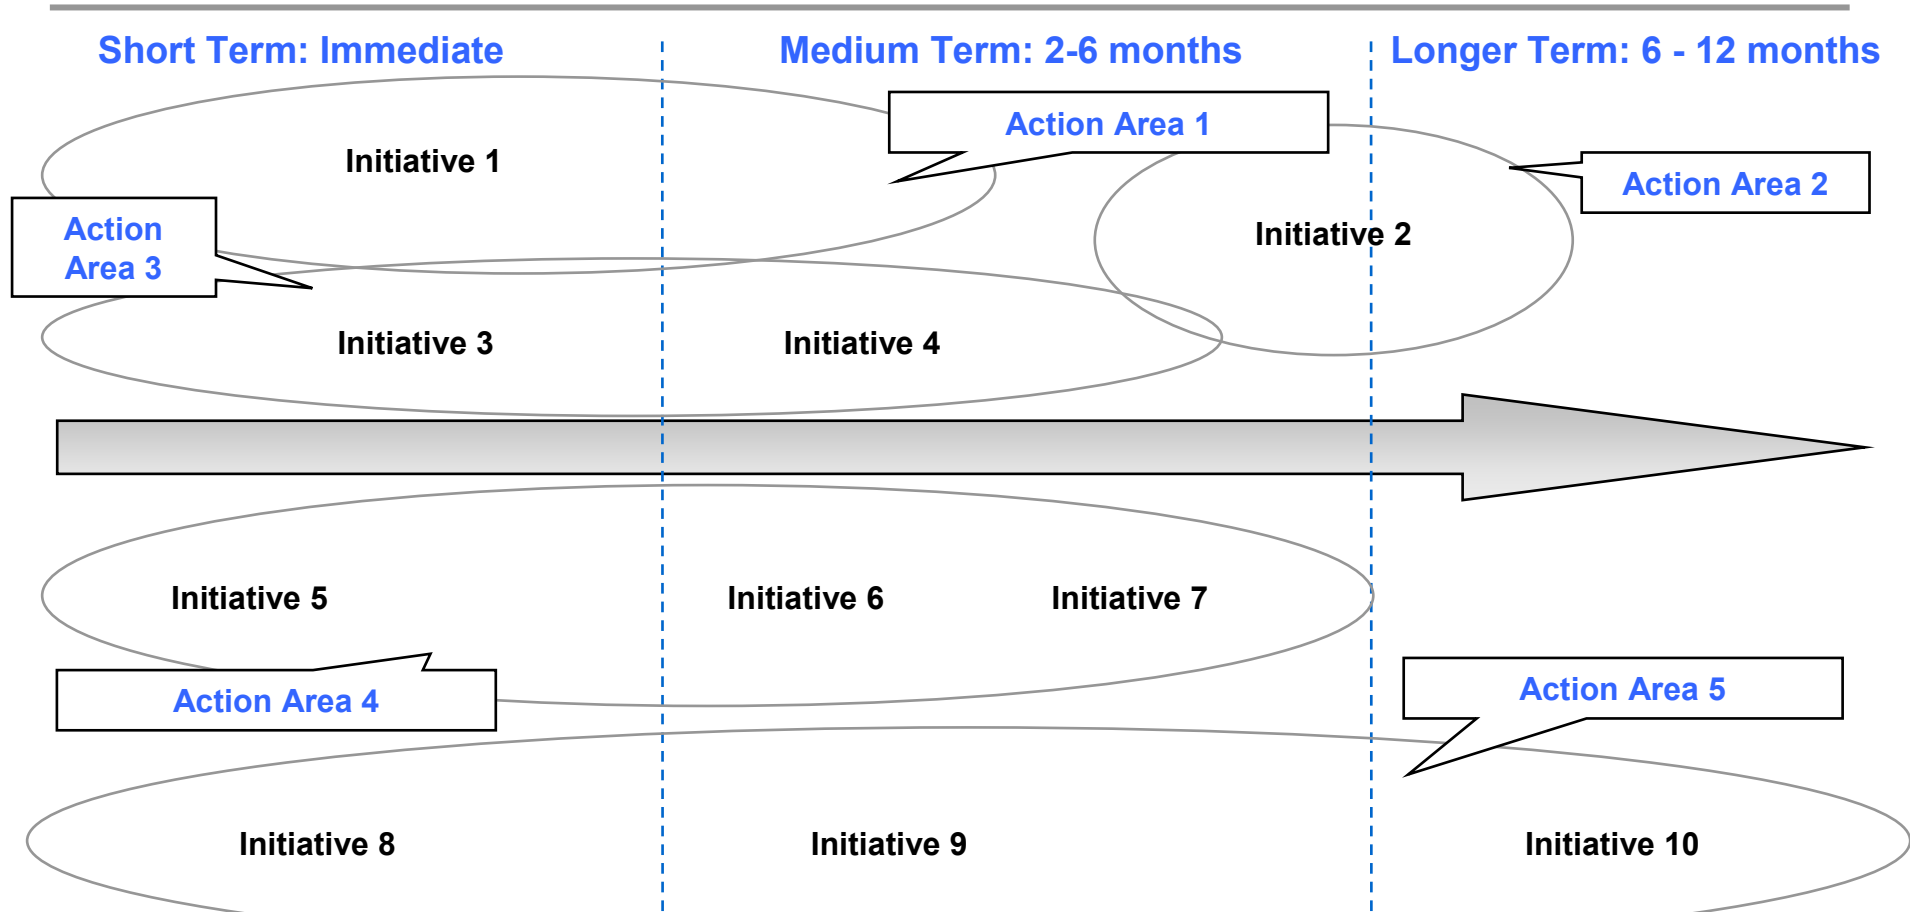 Short Term: Immediate
Medium Term: 2-6 months
Longer Term: 6 - 12 months
Action Area 1
Initiative 1
Action Area 2
Action
Area 3
Initiative 2
Initiative 3
Initiative 4
Initiative 5
Initiative 6
Initiative 7
Action Area 4
Action Area 5
Initiative 8
Initiative 9
Initiative 10